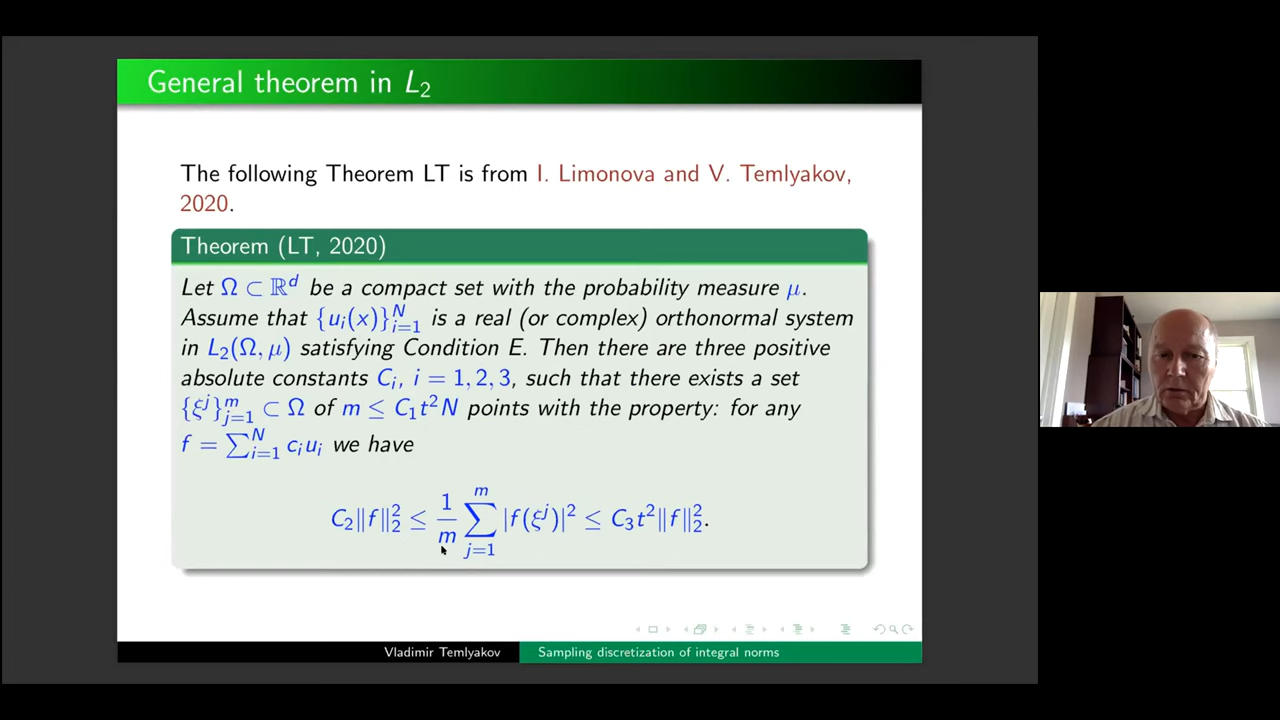 General theorem in L₂
The following Theorem LT is from I. Limonova and V. Temlyakov,
2020.
Theorem (LT, 2020)
Let Ω ⊂ ℝᵈ be a compact set with the probability measure μ.
Assume that {uᵢ(x)}ᵢ₌₁ᴺ is a real (or complex) orthonormal system
in L₂(Ω, μ) satisfying Condition E. Then there are three positive
absolute constants Cᵢ, i = 1, 2, 3, such that there exists a set
{ξʲ}ⱼ₌₁ᵐ ⊂ Ω of m ≤ C₁t²N points with the property: for any
f = ∑ᵢ₌₁ᴺ cᵢuᵢ we have
C₂‖f‖₂² ≤ 1/m ∑ⱼ₌₁ᵐ |f(ξʲ)|² ≤ C₃t²‖f‖₂².
Vladimir Temlyakov Sampling discretization of integral norms